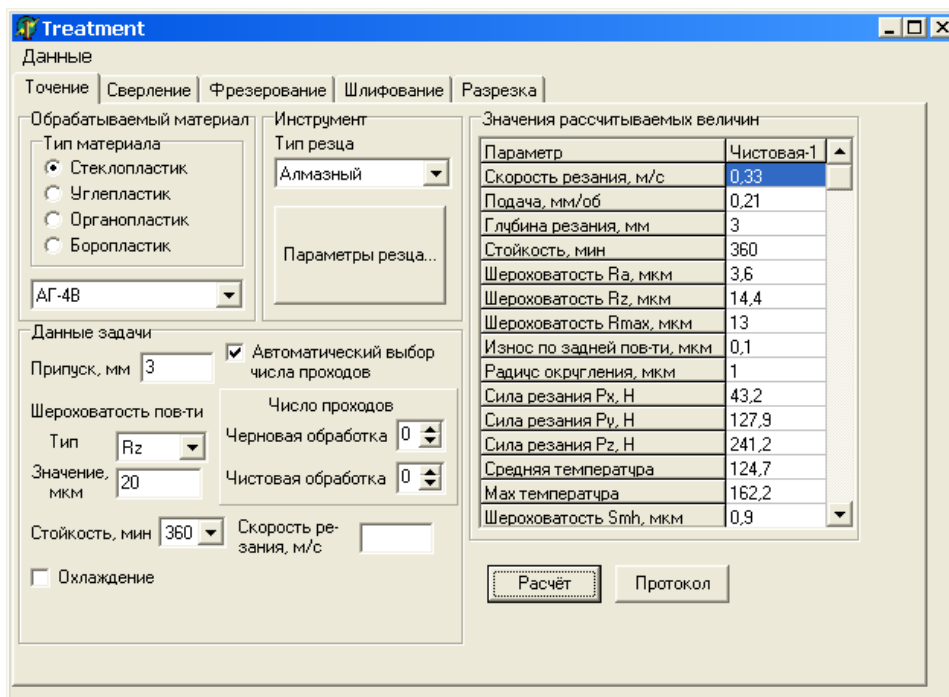 Treatment
Данные
Точение Сверление Фрезерование Шлифование Разрезка
Обрабатываемый материал
Тип материала
Стеклопластик
Углепластик
Органопластик
Боропластик
АГ-4В
Инструмент
Тип резца
Алмазный
Параметры резца...
Данные задачи
Припуск, мм 3
Автоматический выбор
числа проходов
Шероховатость пов-ти
Тип Rz
Значение, 20
мкм
Число проходов
Черновая обработка 0
Чистовая обработка 0
Стойкость, мин 360
Скорость ре-
зания, м/с
Охлаждение
Значения рассчитываемых величин
Параметр Чистовая-1
Скорость резания, м/с 0,33
Подача, мм/об 0,21
Глубина резания, мм 3
Стойкость, мин 360
Шероховатость Ra, мкм 3,6
Шероховатость Rz, мкм 14,4
Шероховатость Rmax, мкм 13
Износ по задней пов-ти, мкм 0,1
Радиус округления, мкм 1
Сила резания Px, Н 43,2
Сила резания Py, Н 127,9
Сила резания Pz, Н 241,2
Средняя температура 124,7
Max температура 162,2
Шероховатость Smh, мкм 0,9
Расчёт Протокол